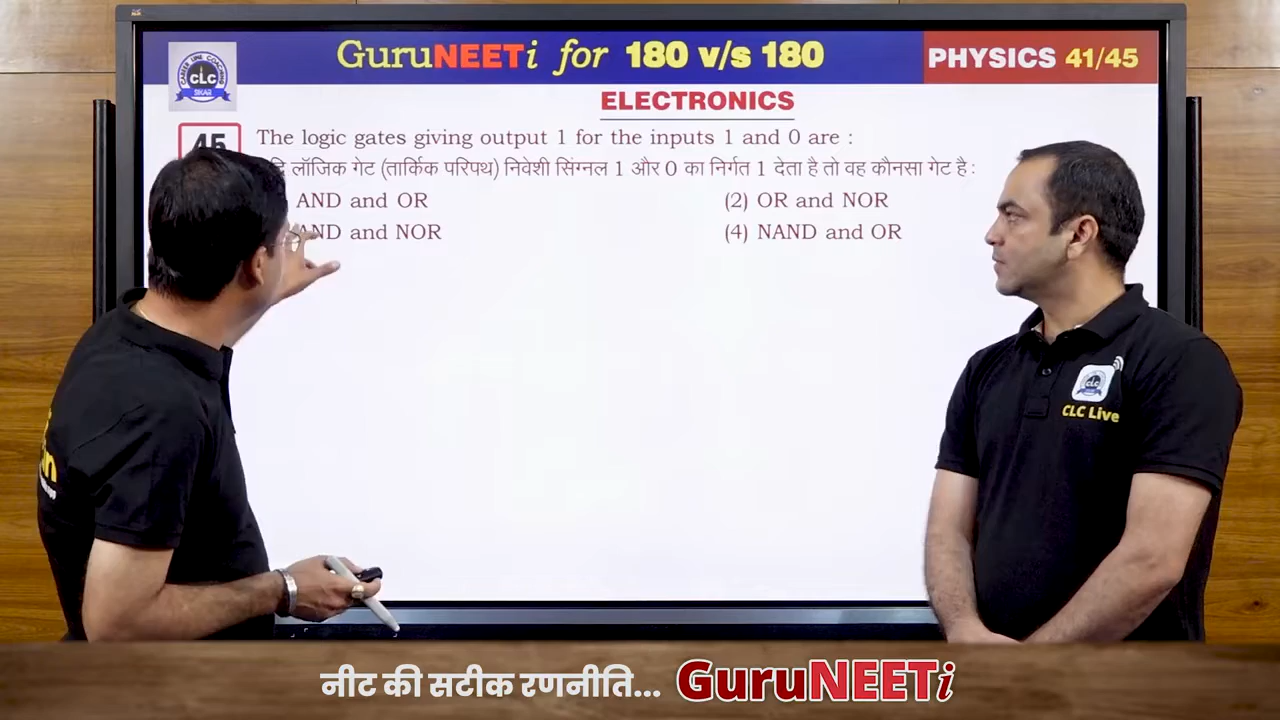 GuruNEETi for 180 v/s 180
PHYSICS 41/45
CLC
SIKAR
ELECTRONICS
The logic gates giving output 1 for the inputs 1 and 0 are :
लॉजिक गेट (तार्किक परिपथ) निवेशी सिंग्नल 1 और 0 का निर्गत 1 देता है तो वह कौनसा गेट है :
AND and OR
(2) OR and NOR
AND and NOR
(4) NAND and OR
CLC
CLC Live
नीट की सटीक रणनीति... GuruNEETi